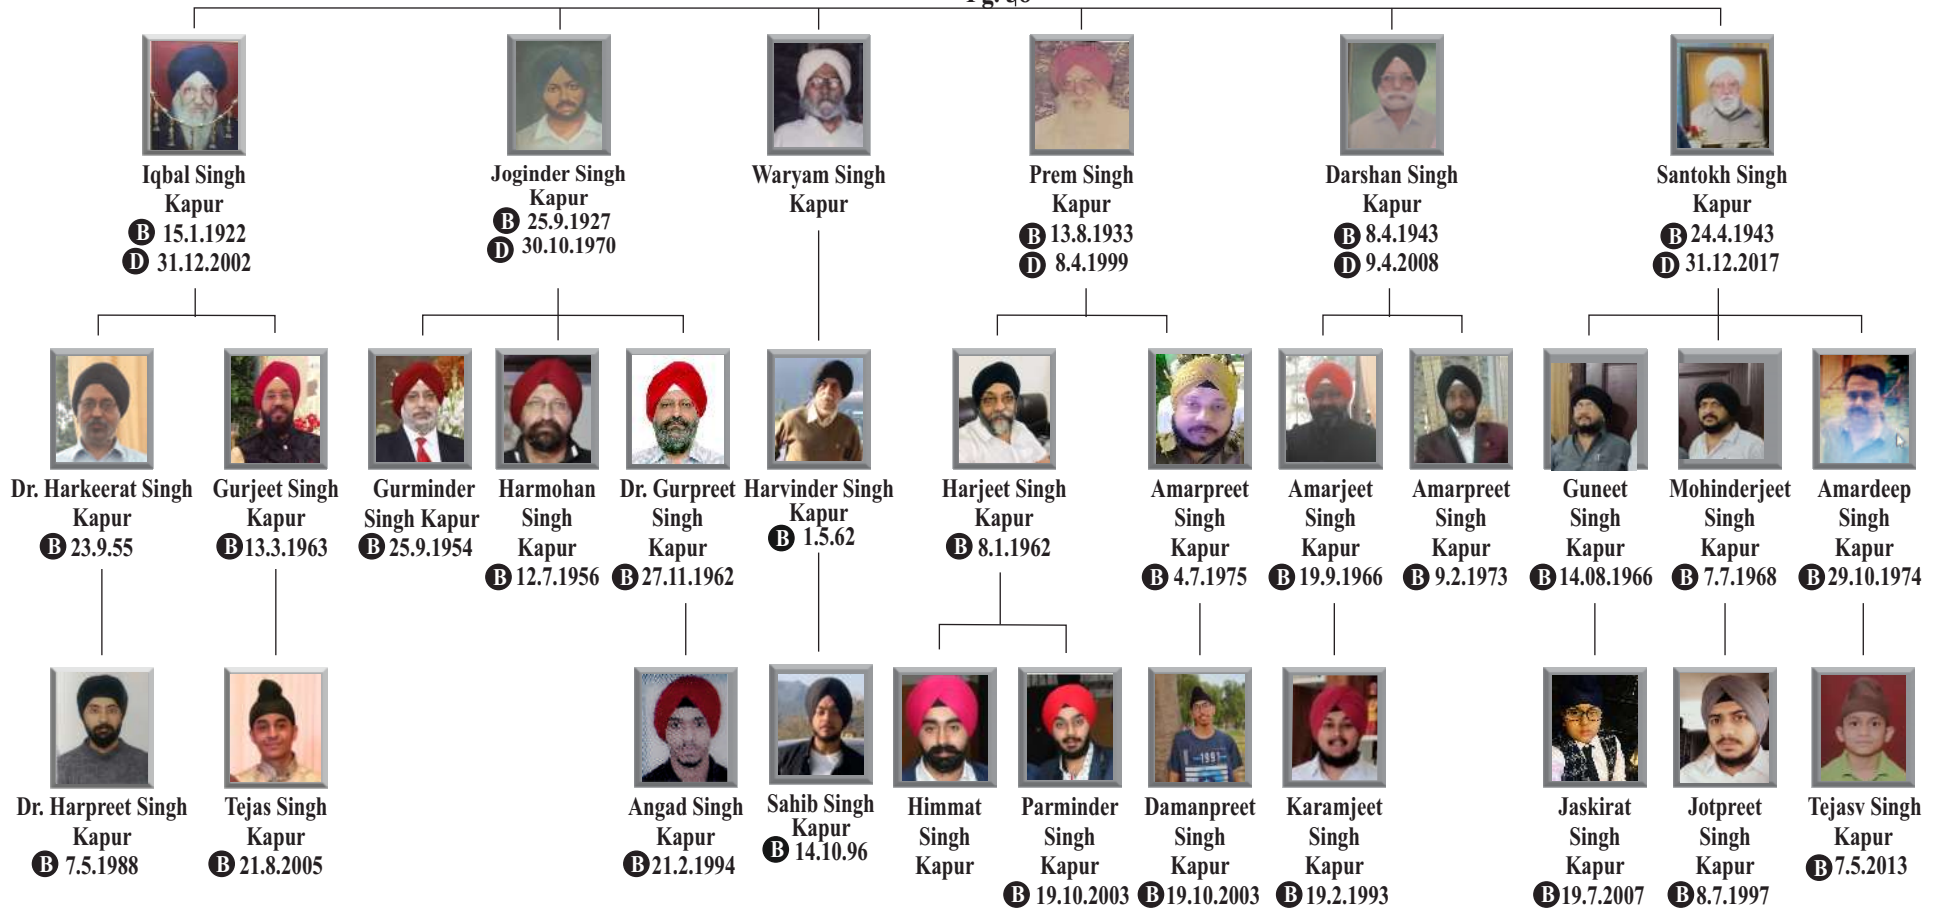 Iqbal Singh
Kapur
B 15.1.1922
D 31.12.2002
Joginder Singh
Kapur
B 25.9.1927
D 30.10.1970
Waryam Singh
Kapur
Prem Singh
Kapur
B 13.8.1933
D 8.4.1999
Darshan Singh
Kapur
B 8.4.1943
D 9.4.2008
Santokh Singh
Kapur
B 24.4.1943
D 31.12.2017
Dr. Harkeerat Singh
Kapur
B 23.9.55
Gurjeet Singh
Kapur
B 13.3.1963
Gurminder
Singh Kapur
B 25.9.1954
Harmohan
Singh
Kapur
B 12.7.1956
Dr. Gurpreet
Singh
Kapur
B 27.11.1962
Harvinder Singh
Kapur
B 1.5.62
Harjeet Singh
Kapur
B 8.1.1962
Amarpreet
Singh
Kapur
B 4.7.1975
Amarjeet
Singh
Kapur
B 19.9.1966
Amarpreet
Singh
Kapur
B 9.2.1973
Guneet
Singh
Kapur
B 14.08.1966
Mohinderjeet
Singh
Kapur
B 7.7.1968
Amardeep
Singh
Kapur
B 29.10.1974
Dr. Harpreet Singh
Kapur
B 7.5.1988
Tejas Singh
Kapur
B 21.8.2005
Angad Singh
Kapur
B 21.2.1994
Sahib Singh
Kapur
B 14.10.96
Himmat
Singh
Kapur
Parminder
Singh
Kapur
B 19.10.2003
1991
Damanpreet
Singh
Kapur
B 19.10.2003
Karamjeet
Singh
Kapur
B 19.2.1993
Jaskirat
Singh
Kapur
B 19.7.2007
Jotpreet
Singh
Kapur
B 8.7.1997
Tejasv Singh
Kapur
B 7.5.2013